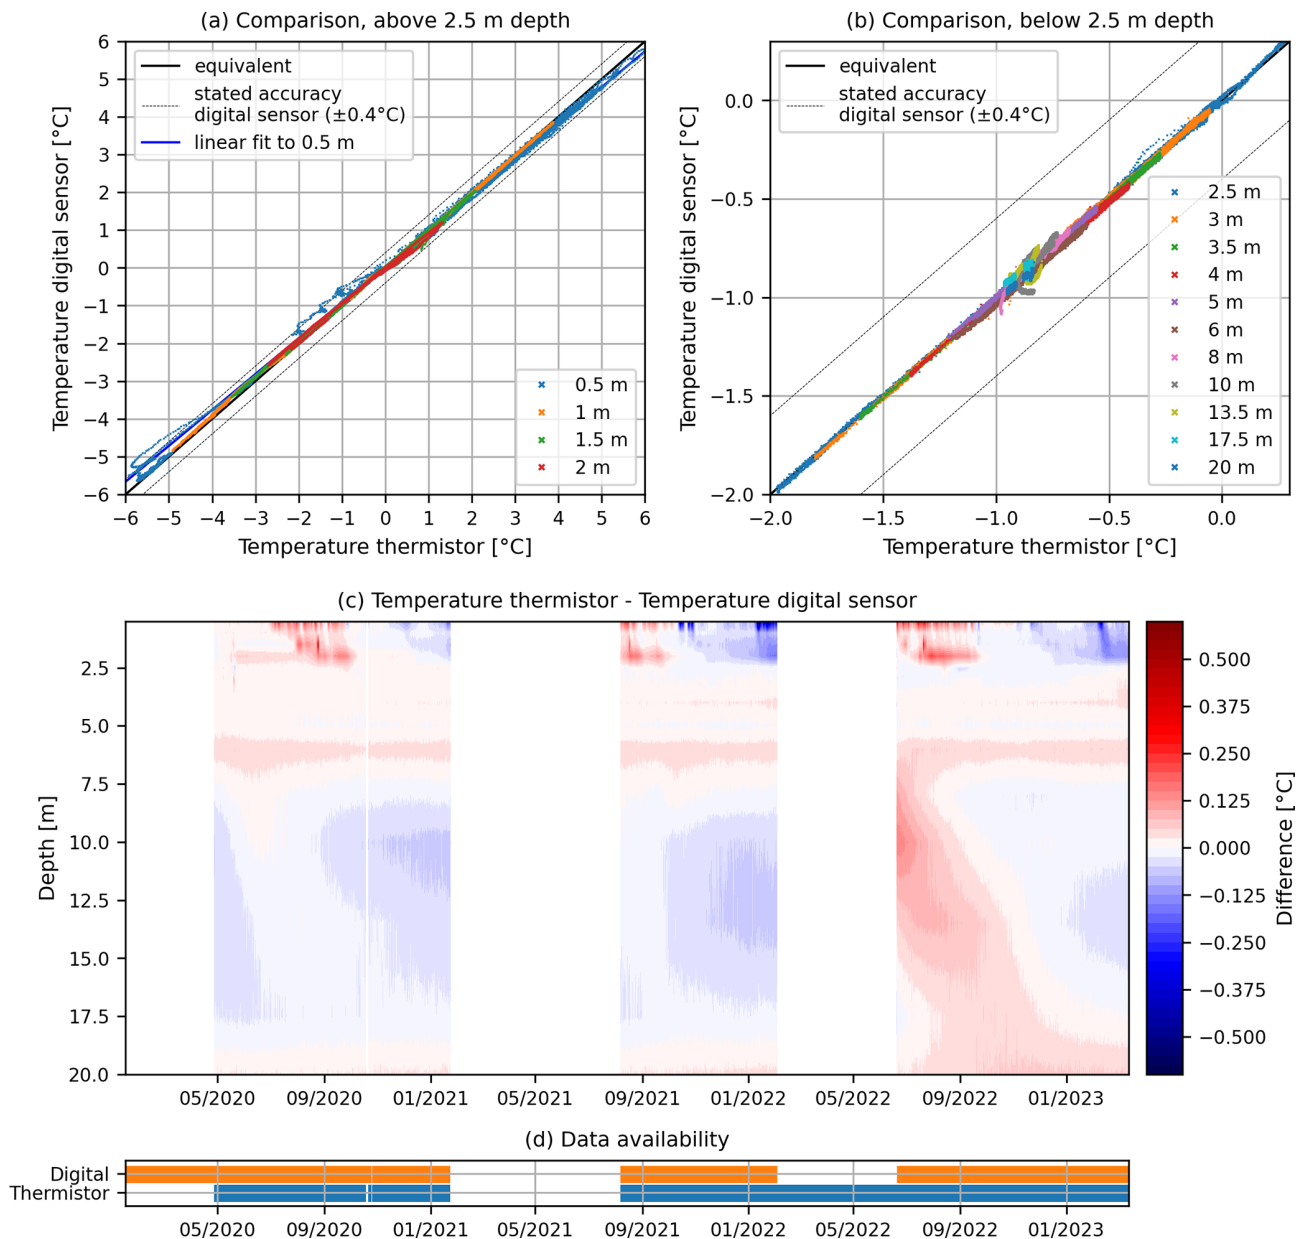 (a) Comparison, above 2.5 m depth
6
5
4
3
2
1
0
−1
−2
−3
−4
−5
−6
Temperature digital sensor [°C]
equivalent
stated accuracy
digital sensor (±0.4°C)
linear fit to 0.5 m
0.5 m
1 m
1.5 m
2 m
−6 −5 −4 −3 −2 −1 0 1 2 3 4 5 6
Temperature thermistor [°C]
(b) Comparison, below 2.5 m depth
0.0
−0.5
−1.0
−1.5
−2.0
Temperature digital sensor [°C]
equivalent
stated accuracy
digital sensor (±0.4°C)
2.5 m
3 m
3.5 m
4 m
5 m
6 m
8 m
10 m
13.5 m
17.5 m
20 m
−2.0 −1.5 −1.0 −0.5 0.0
Temperature thermistor [°C]
(c) Temperature thermistor - Temperature digital sensor
2.5
5.0
7.5
10.0
12.5
15.0
17.5
20.0
Depth [m]
05/2020 09/2020 01/2021 05/2021 09/2021 01/2022 05/2022 09/2022 01/2023
0.500
0.375
0.250
0.125
0.000
−0.125
−0.250
−0.375
−0.500
Difference [°C]
(d) Data availability
Digital
Thermistor
05/2020 09/2020 01/2021 05/2021 09/2021 01/2022 05/2022 09/2022 01/2023